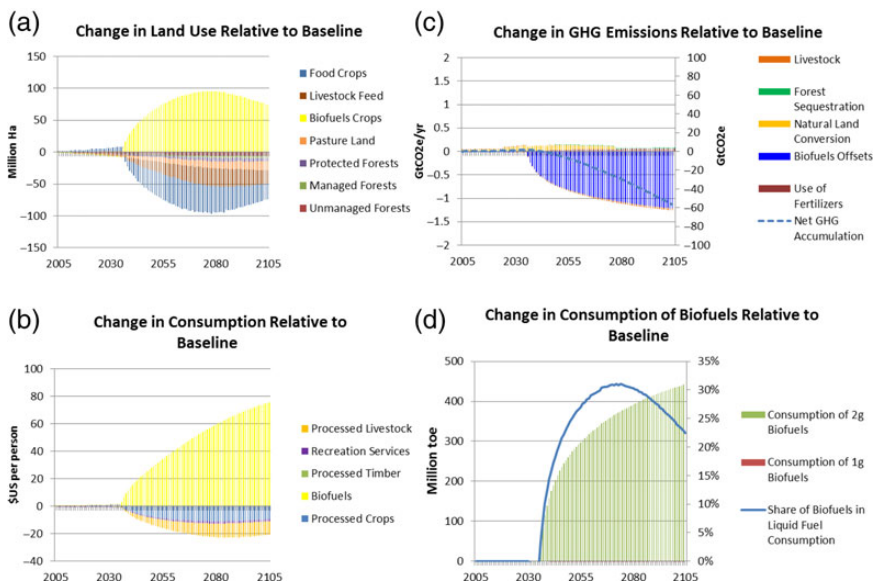 (a)
Change in Land Use Relative to Baseline
Million Ha
150
100
50
0
−50
−100
−150
2005 2030 2055 2080 2105
Food Crops
Livestock Feed
Biofuels Crops
Pasture Land
Protected Forests
Managed Forests
Unmanaged Forests
(c)
Change in GHG Emissions Relative to Baseline
GtCO2e/yr
2
1.5
1
0.5
0
−0.5
−1
−1.5
−2
100
80
60
40
20
0
−20
−40
−60
−80
−100
GtCO2e
2005 2030 2055 2080 2105
Livestock
Forest
Sequestration
Natural Land
Conversion
Biofuels Offsets
Use of
Fertilizers
Net GHG
Accumulation
(b)
Change in Consumption Relative to
Baseline
$US per person
100
80
60
40
20
0
−20
−40
2005 2030 2055 2080 2105
Processed Livestock
Recreation Services
Processed Timber
Biofuels
Processed Crops
(d)
Change in Consumption of Biofuels Relative to
Baseline
Million toe
500
400
300
200
100
0
35%
30%
25%
20%
15%
10%
5%
0%
2005 2030 2055 2080 2105
Consumption of 2g
Biofuels
Consumption of 1g
Biofuels
Share of Biofuels in
Liquid Fuel
Consumption